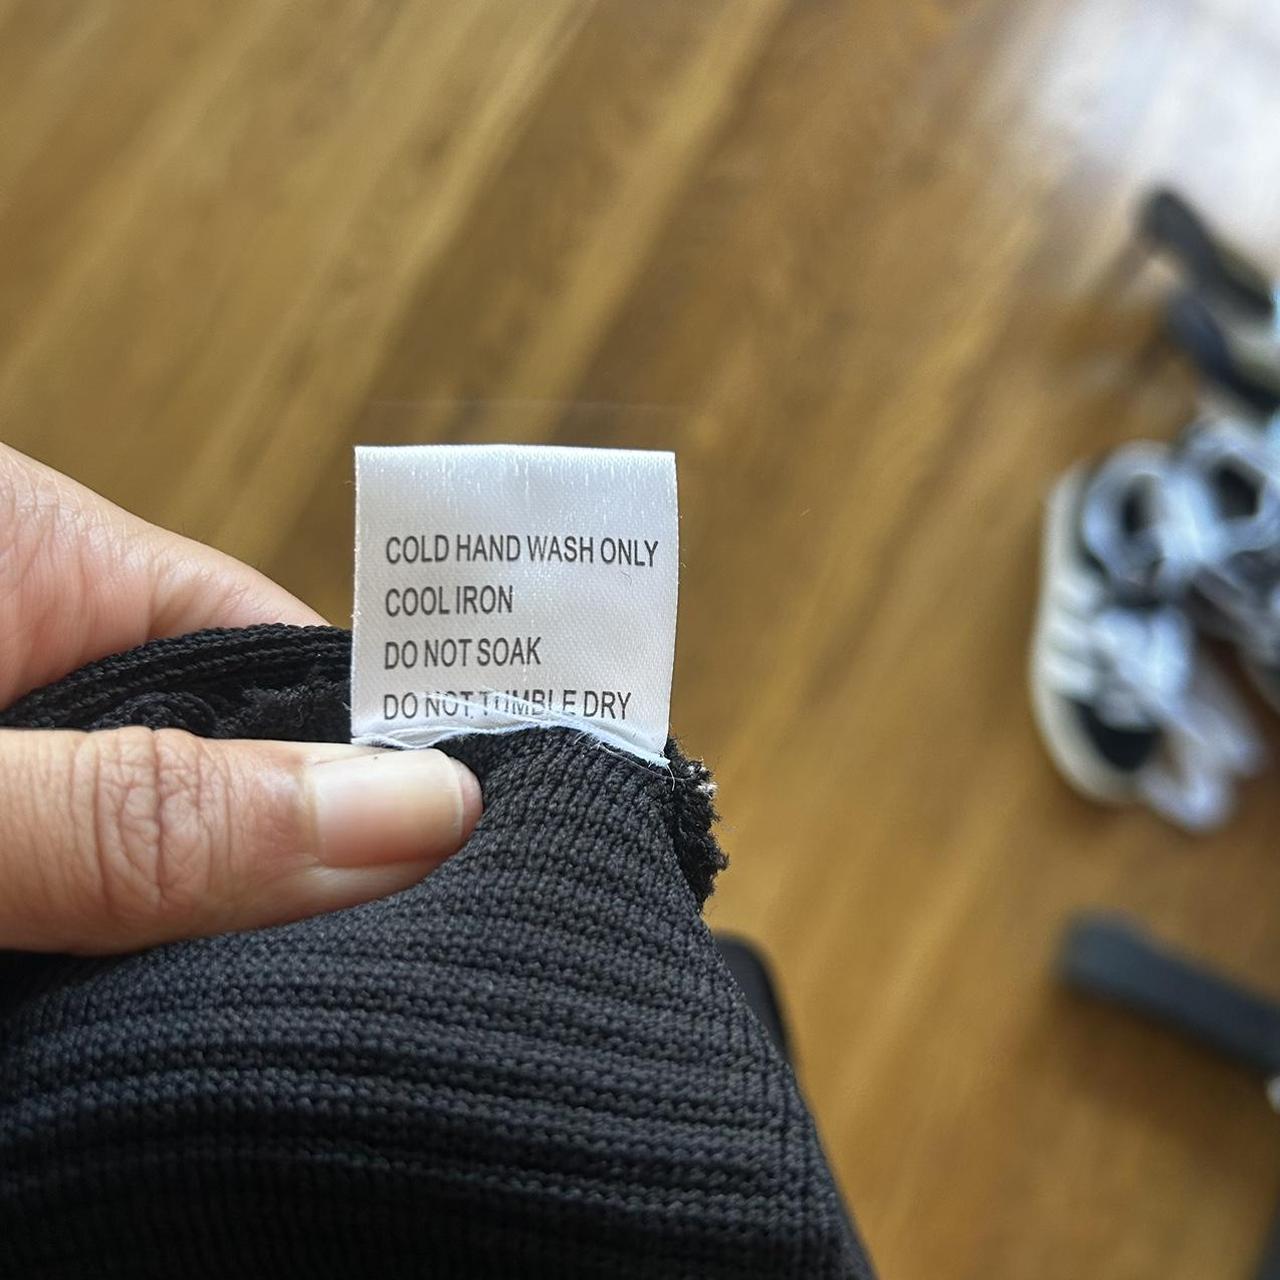 COLD HAND WASH ONLY
COOL IRON
DO NOT SOAK
DO NOT TUMBLE DRY